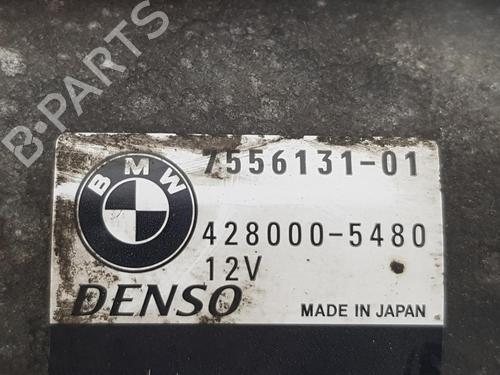 B-PARTS
BMW
7556131-01
428000-5480
12V
DENSO
MADE IN JAPAN